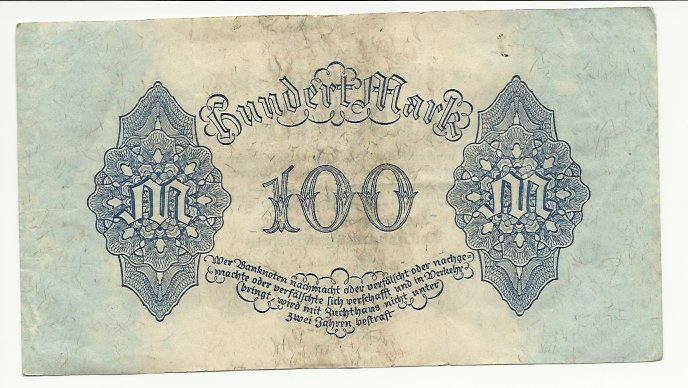 Hundert Mark
M 100 M
Wer Banknoten nachmacht oder verfälscht oder nachge-
machte oder verfälschte sich verschafft und in Verkehr
bringt, wird mit Zuchthaus nicht unter
zwei Jahren bestraft